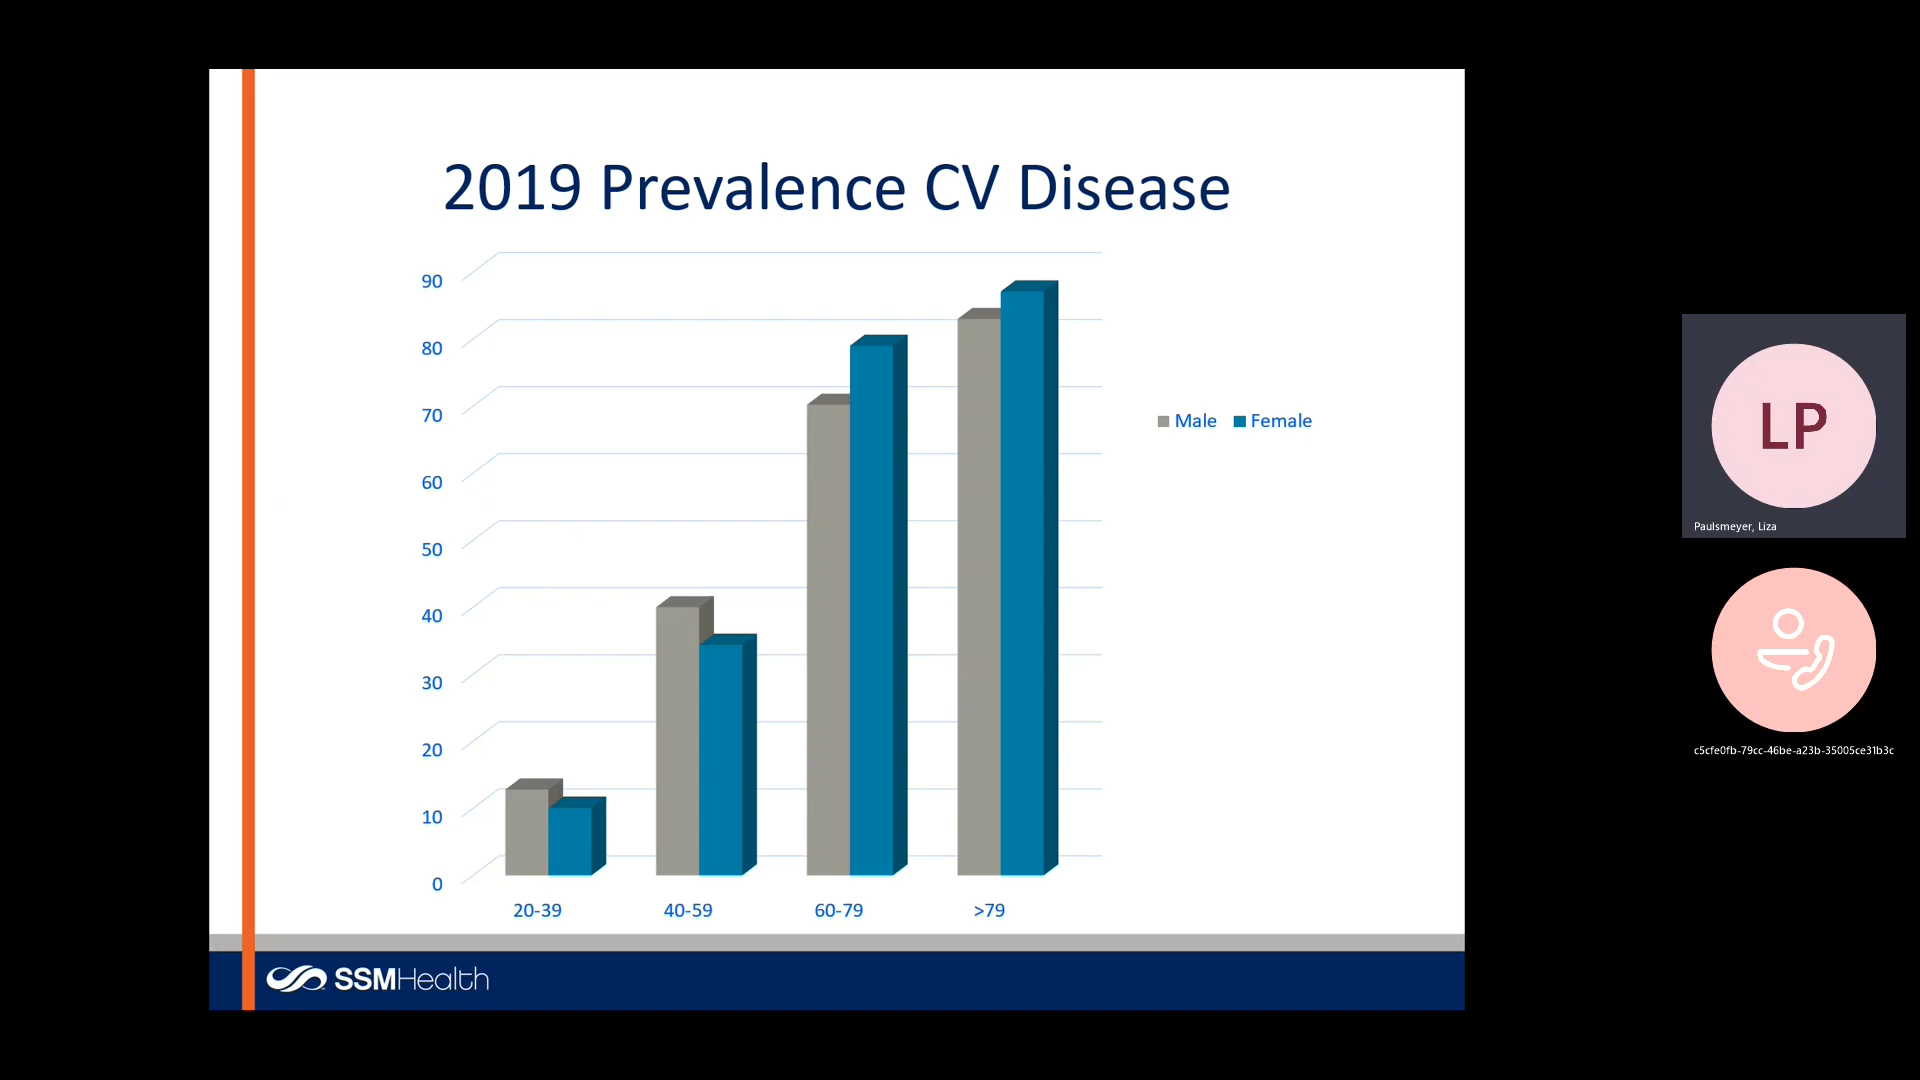 2019 Prevalence CV Disease
90
80
70
60
50
40
30
20
10
0
20-39
40-59
60-79
>79
Male Female
SSMHealth
LP
Paulsmeyer, Liza
c5cfe0fb-79cc-46be-a23b-35005ce31b3c